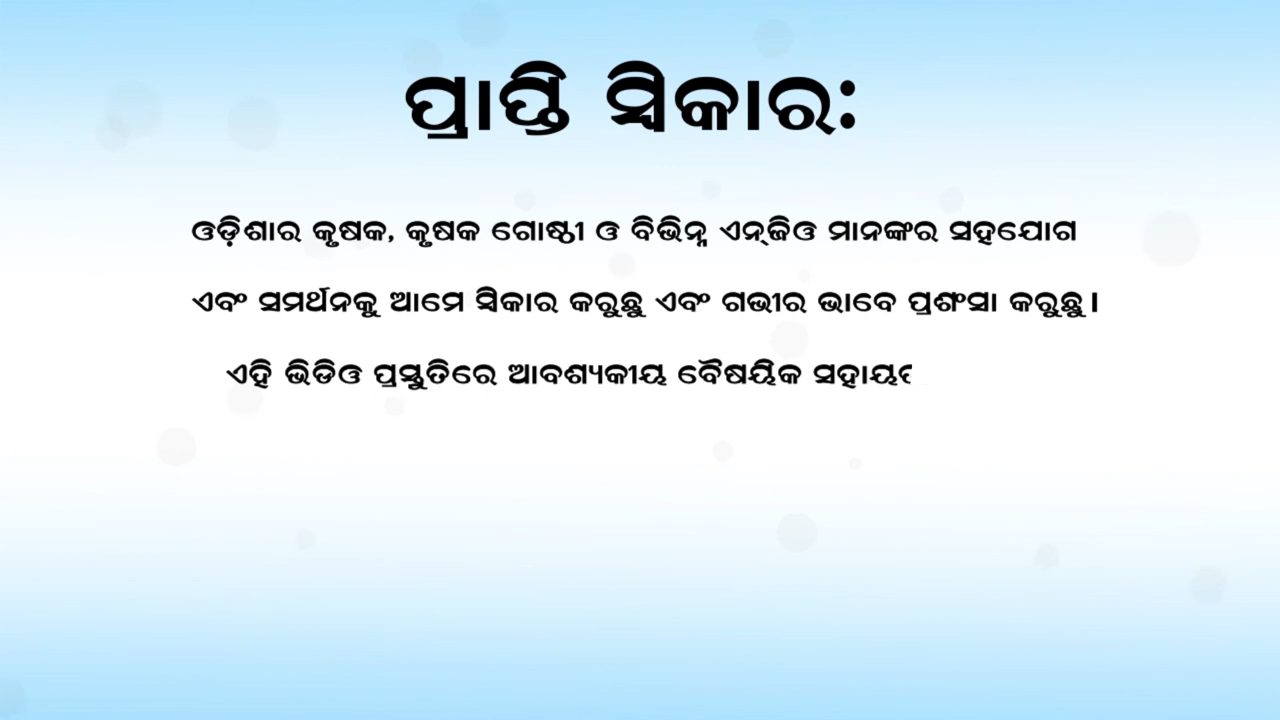 ପ୍ରାପ୍ତି ସ୍ୱିକାର:
ଓଡ଼ିଶାର କୃଷକ, କୃଷକ ଗୋଷ୍ଠୀ ଓ ବିଭିନ୍ନ ଏନ୍‌ଜିଓ ମାନଙ୍କର ସହଯୋଗ
ଏବଂ ସମର୍ଥନକୁ ଆମେ ସ୍ୱିକାର କରୁଛୁ ଏବଂ ଗଭୀର ଭାବେ ପ୍ରଶଂସା କରୁଛୁ।
ଏହି ଭିଡିଓ ପ୍ରସ୍ତୁତିରେ ଆବଶ୍ୟକୀୟ ବୈଷୟିକ